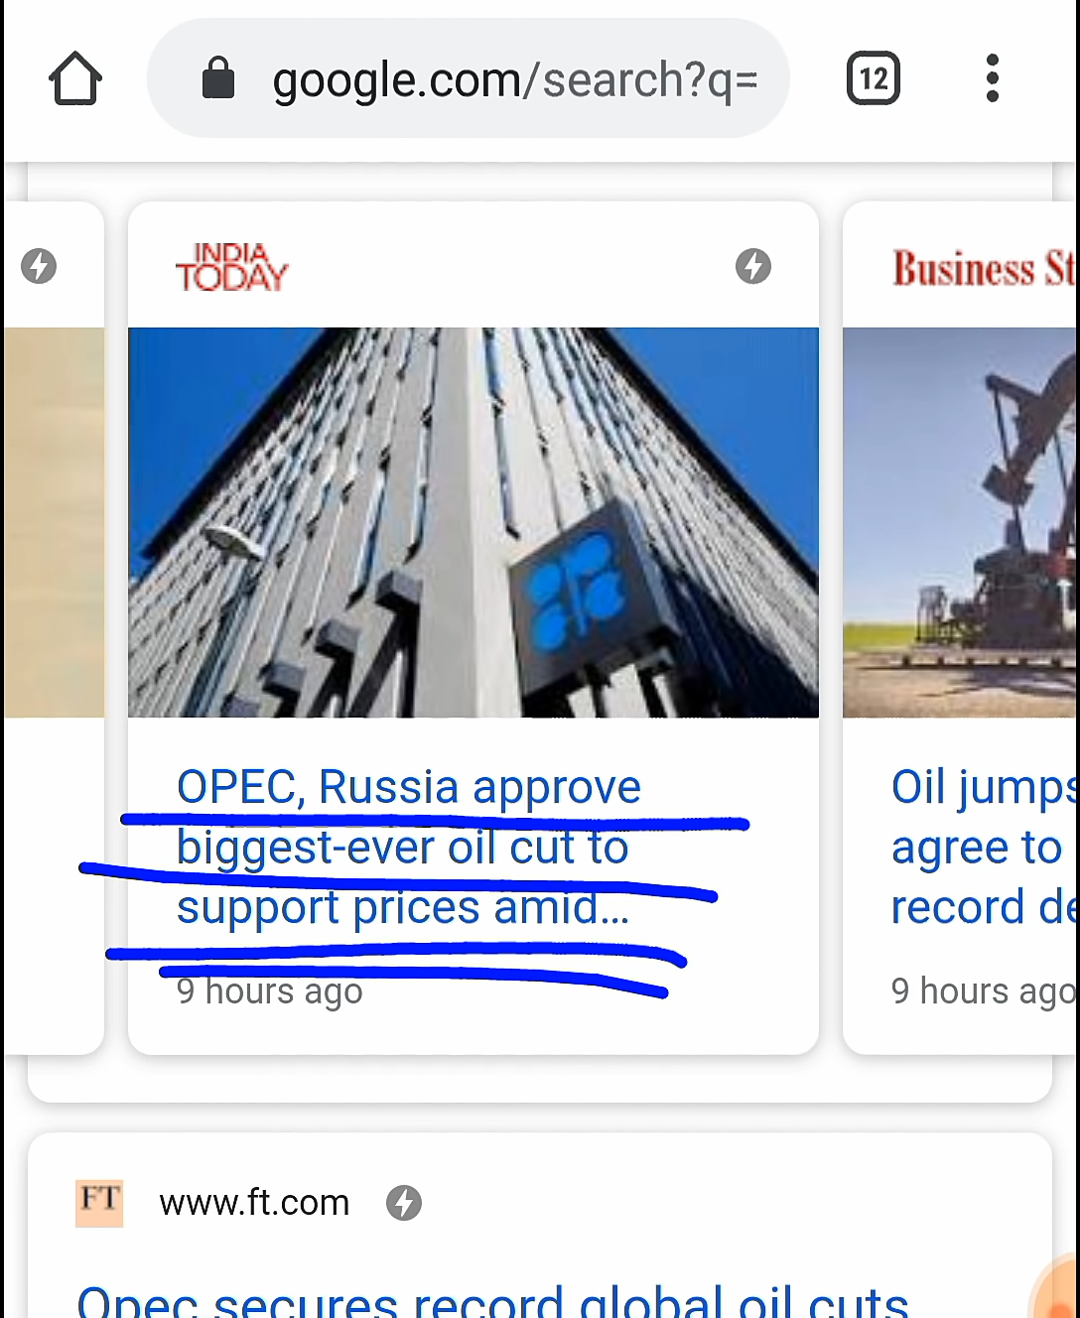 google.com/search?q=
12
INDIA
TODAY
Business St
OPEC, Russia approve
biggest-ever oil cut to
support prices amid...
9 hours ago
Oil jumps
agree to
record de
9 hours ago
FT
www.ft.com
Opec secures record global oil cuts